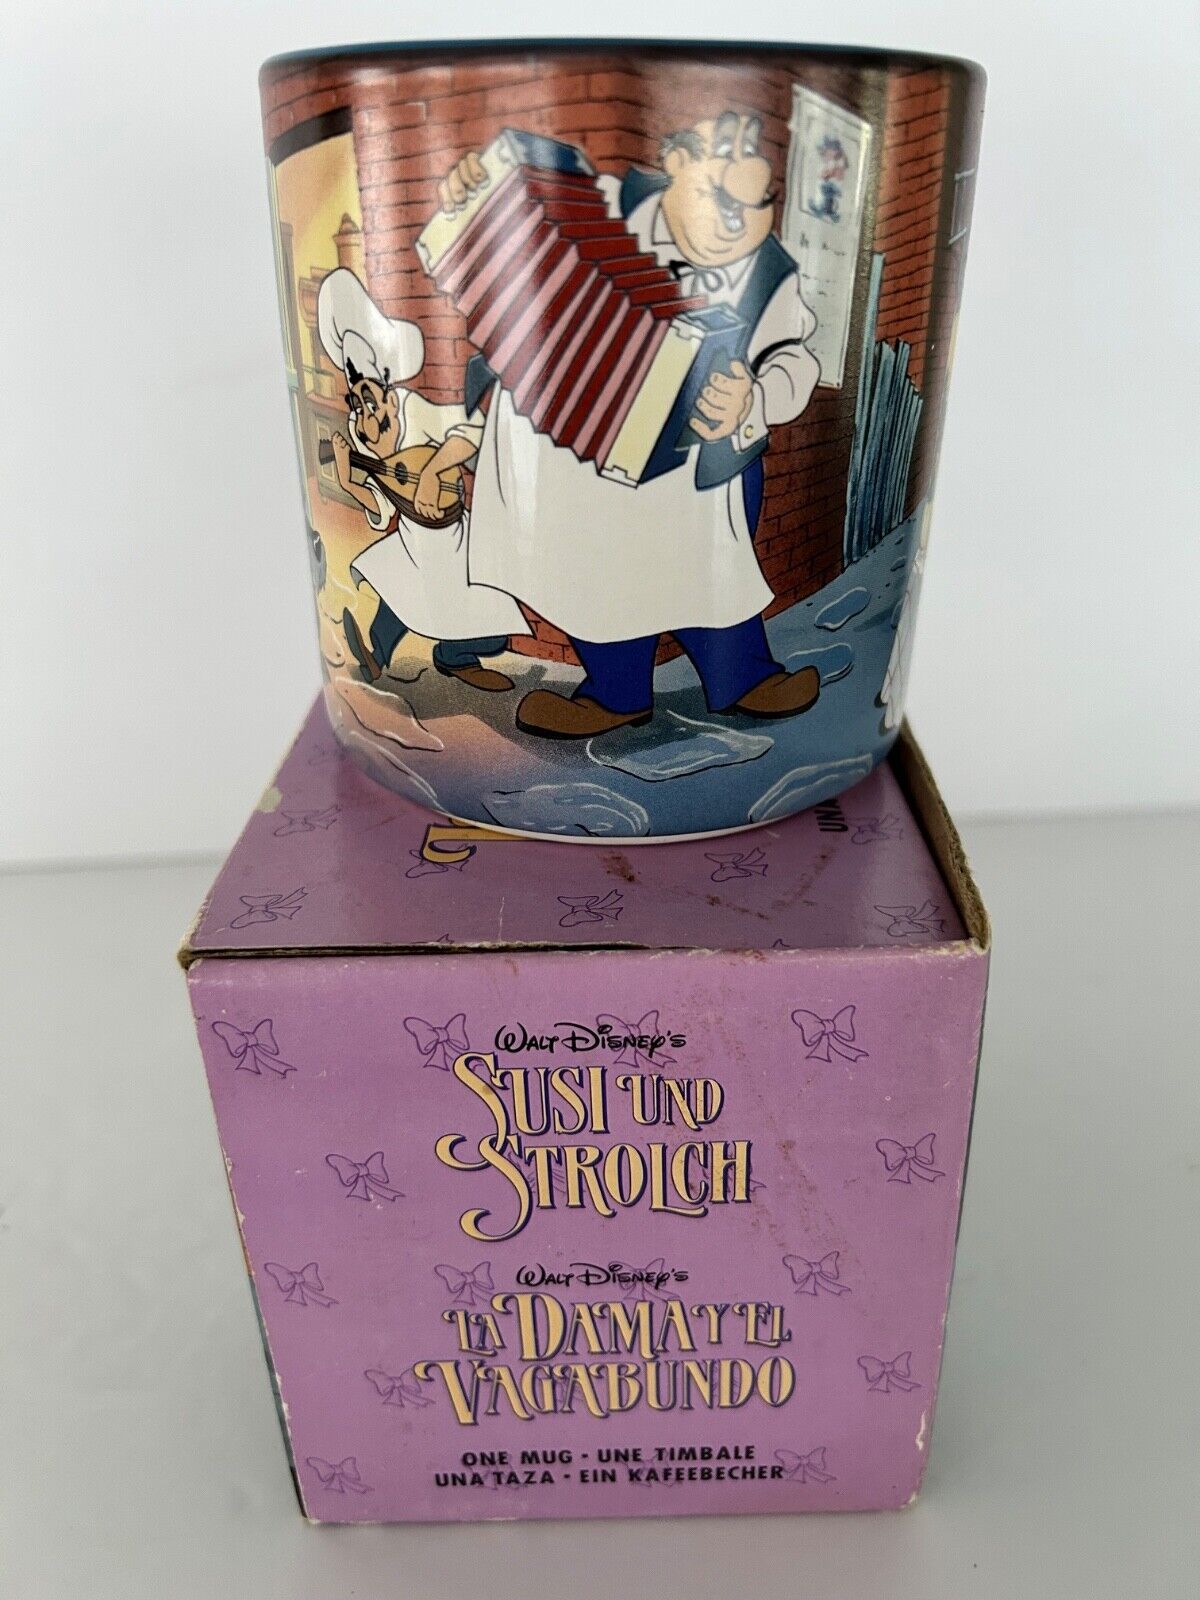 UNA
WALT DISNEY'S
SUSI UND
STROLCH
WALT DISNEY'S
LA DAMA Y EL
VAGABUNDO
ONE MUG · UNE TIMBALE
UNA TAZA · EIN KAFEEBECHER